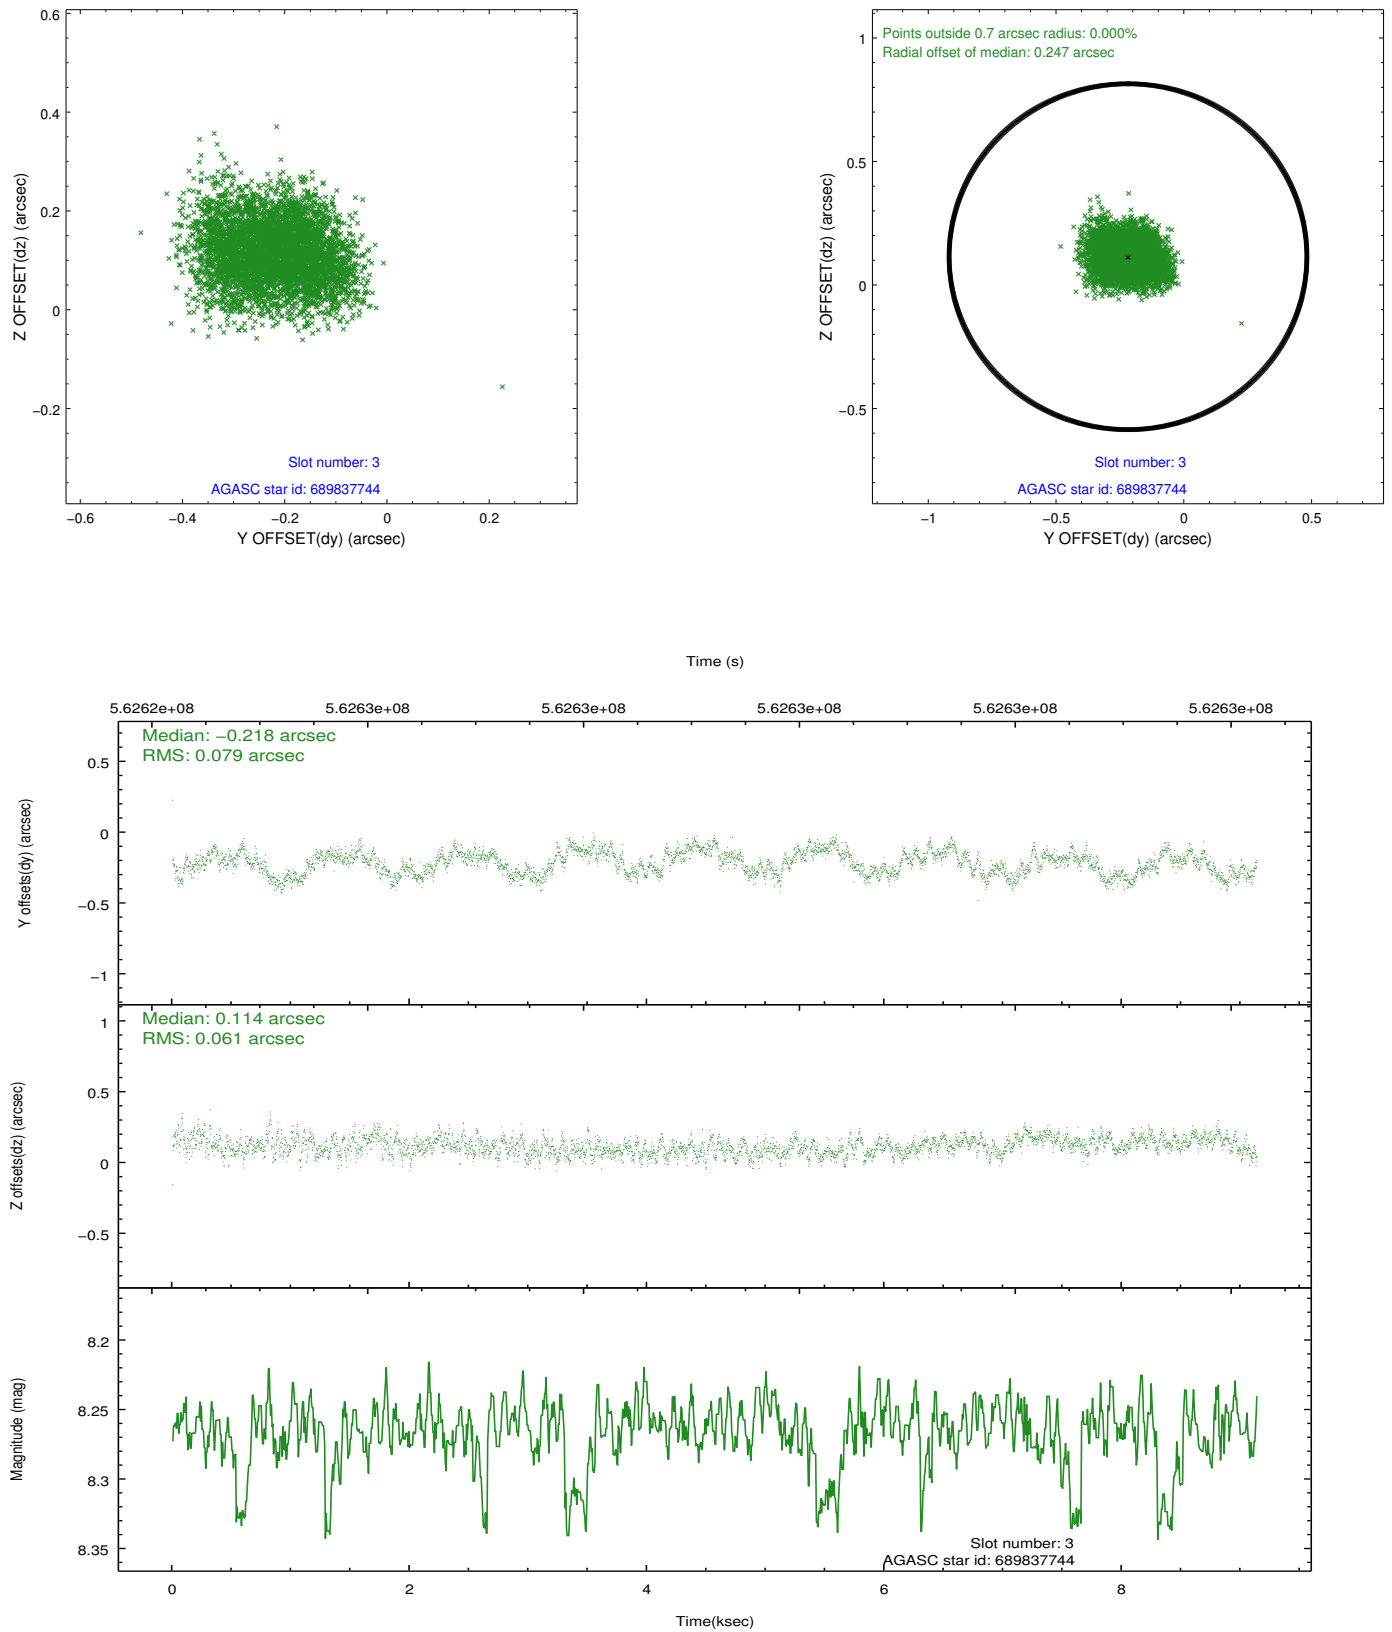 0.6
0.4
0.2
0
−0.2
Z OFFSET(dz) (arcsec)
Slot number: 3
AGASC star id: 689837744
−0.6
−0.4
−0.2
0
0.2
Y OFFSET(dy) (arcsec)
Points outside 0.7 arcsec radius: 0.000%
Radial offset of median: 0.247 arcsec
1
0.5
0
−0.5
Z OFFSET(dz) (arcsec)
Slot number: 3
AGASC star id: 689837744
−1
−0.5
0
0.5
Y OFFSET(dy) (arcsec)
Time (s)
5.6262e+08
5.6263e+08
5.6263e+08
5.6263e+08
5.6263e+08
5.6263e+08
Median: −0.218 arcsec
RMS: 0.079 arcsec
0.5
0
−0.5
−1
Y offsets(dy) (arcsec)
Median: 0.114 arcsec
RMS: 0.061 arcsec
1
0.5
0
−0.5
Z offsets(dz) (arcsec)
8.2
8.25
8.3
8.35
Magnitude (mag)
Slot number: 3
AGASC star id: 689837744
0
2
4
6
8
Time(ksec)